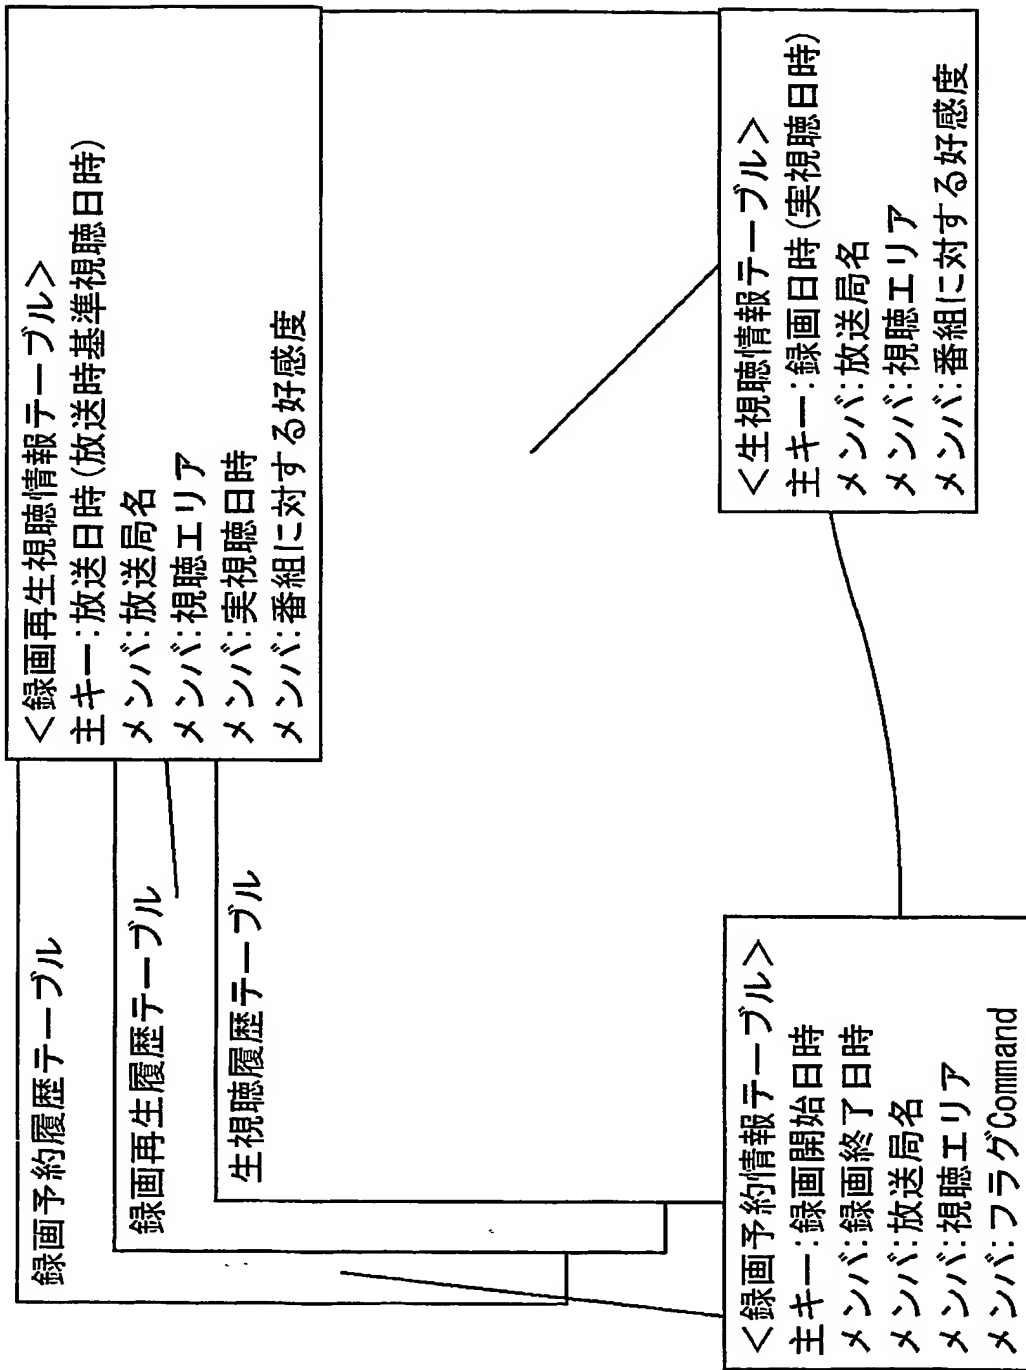 録画予約履歴テーブル
録画再生履歴テーブル
生視聴履歴テーブル
＜録画再生視聴情報テーブル＞
主キー:放送日時(放送時基準視聴日時)
メンバ:放送局名
メンバ:視聴エリア
メンバ:実視聴日時
メンバ:番組に対する好感度
＜録画予約情報テーブル＞
主キー:録画開始日時
メンバ:録画終了日時
メンバ:放送局名
メンバ:視聴エリア
メンバ:フラグCommand
＜生視聴情報テーブル＞
主キー:録画日時(実視聴日時)
メンバ:放送局名
メンバ:視聴エリア
メンバ:番組に対する好感度